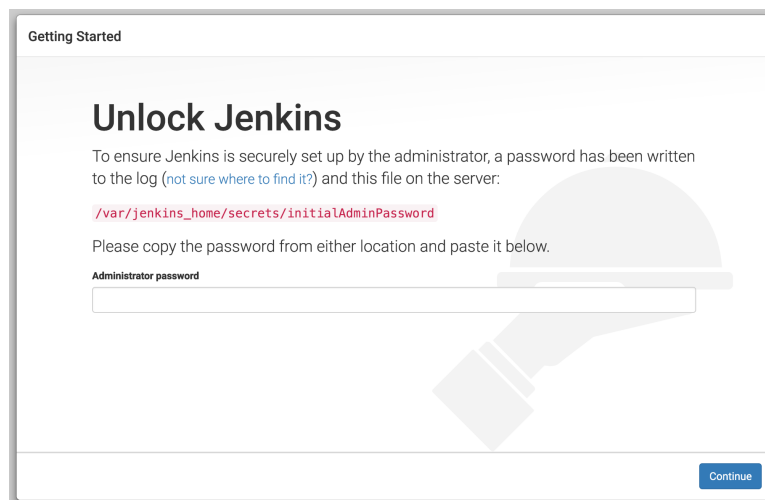 Getting Started
Unlock Jenkins
To ensure Jenkins is securely set up by the administrator, a password has been written
to the log (not sure where to find it?) and this file on the server:
/var/jenkins_home/secrets/initialAdminPassword
Please copy the password from either location and paste it below.
Administrator password
Continue